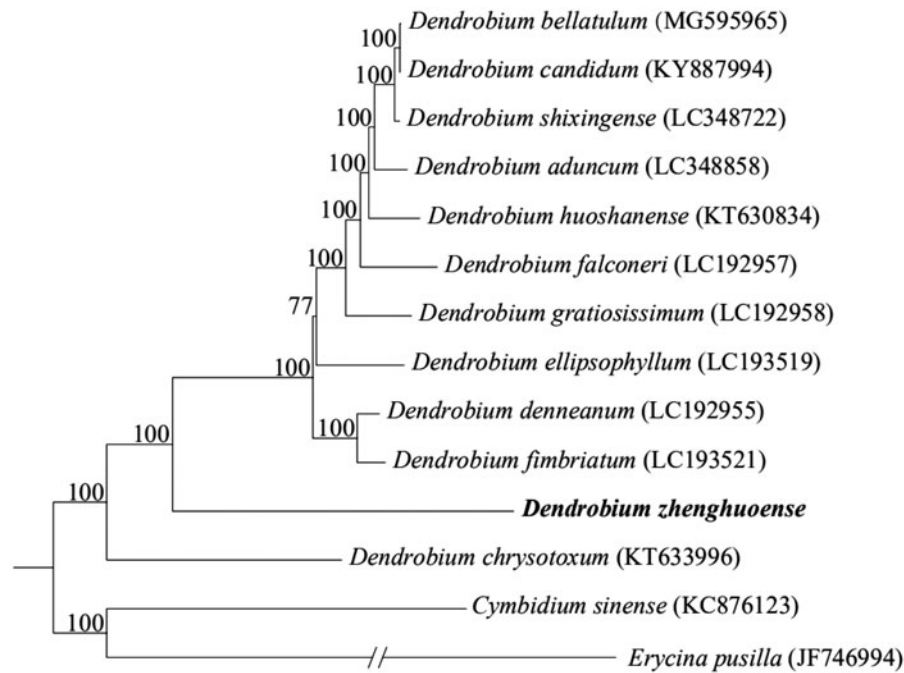 Dendrobium bellatulum (MG595965)
100
Dendrobium candidum (KY887994)
100
Dendrobium shixingense (LC348722)
100
Dendrobium aduncum (LC348858)
100
Dendrobium huoshanense (KT630834)
100
Dendrobium falconeri (LC192957)
100
Dendrobium gratiosissimum (LC192958)
77
Dendrobium ellipsophyllum (LC193519)
100
Dendrobium denneanum (LC192955)
100
100
Dendrobium fimbriatum (LC193521)
100
Dendrobium zhenghuoense
Dendrobium chrysotoxum (KT633996)
Cymbidium sinense (KC876123)
100
Erycina pusilla (JF746994)